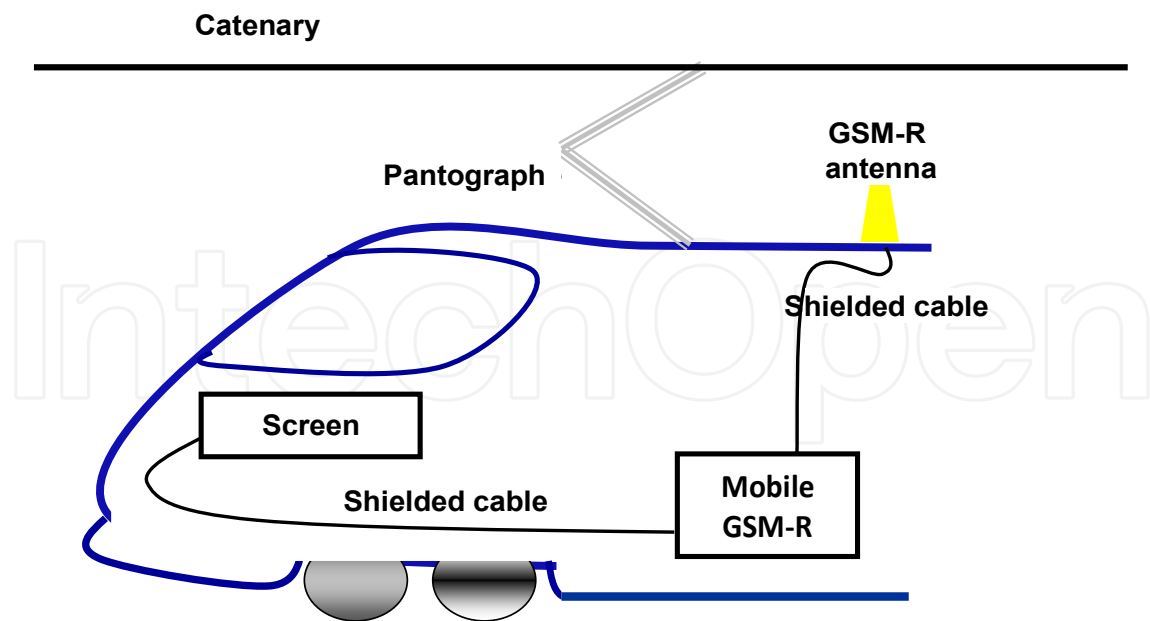 Catenary
GSM-R
antenna
Pantograph
Shielded cable
IntechOpen
Screen
Mobile
GSM-R
Shielded cable